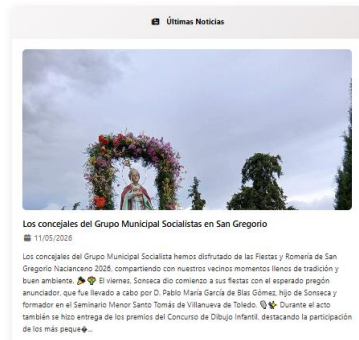 Últimas Noticias
Los concejales del Grupo Municipal Socialistas en San Gregorio
11/05/2026
Los concejales del Grupo Municipal Socialista hemos disfrutado de las Fiestas y Romería de San
Gregorio Nacianceno 2026, compartiendo con nuestros vecinos momentos llenos de tradición y
buen ambiente. 🎉🌳 El viernes, Sonseca dio comienzo a sus fiestas con el esperado pregón
anunciador, que fue llevado a cabo por D. Pablo María García de Blas Gómez, hijo de Sonseca y
formador en el Seminario Menor Santo Tomás de Villanueva de Toledo. Durante el acto
también se hizo entrega de los premios del Concurso de Dibujo Infantil, destacando la participación
de los más peque�...